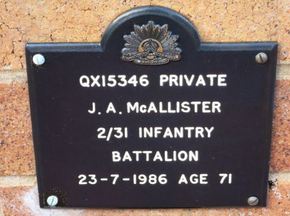 QX15346 PRIVATE
J. A. McALLISTER
2/31 INFANTRY
BATTALION
23-7-1986 AGE 71